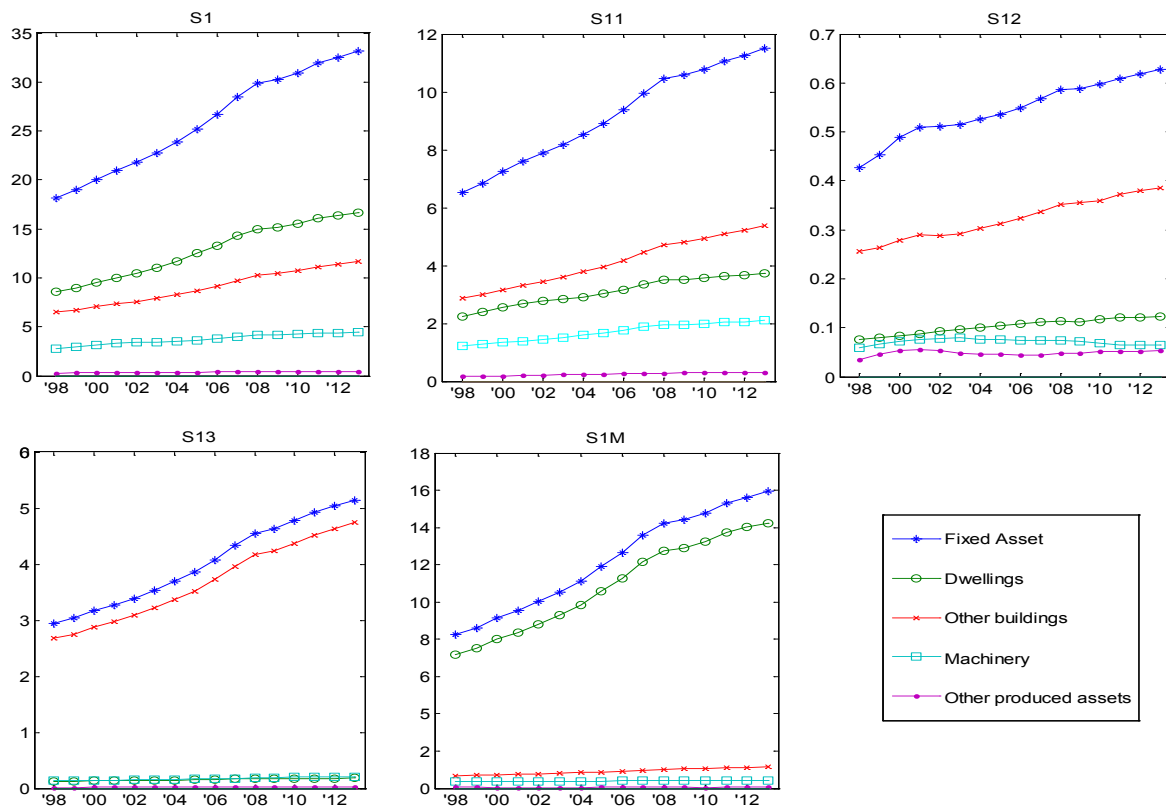 S1
35
30
25
20
15
10
5
0
'98 '00 '02 '04 '06 '08 '10 '12
S11
12
10
8
6
4
2
0
'98 '00 '02 '04 '06 '08 '10 '12
S12
0.7
0.6
0.5
0.4
0.3
0.2
0.1
0
'98 '00 '02 '04 '06 '08 '10 '12
S13
6
5
4
3
2
1
0
'98 '00 '02 '04 '06 '08 '10 '12
S1M
18
16
14
12
10
8
6
4
2
0
'98 '00 '02 '04 '06 '08 '10 '12
Fixed Asset
Dwellings
Other buildings
Machinery
Other produced assets